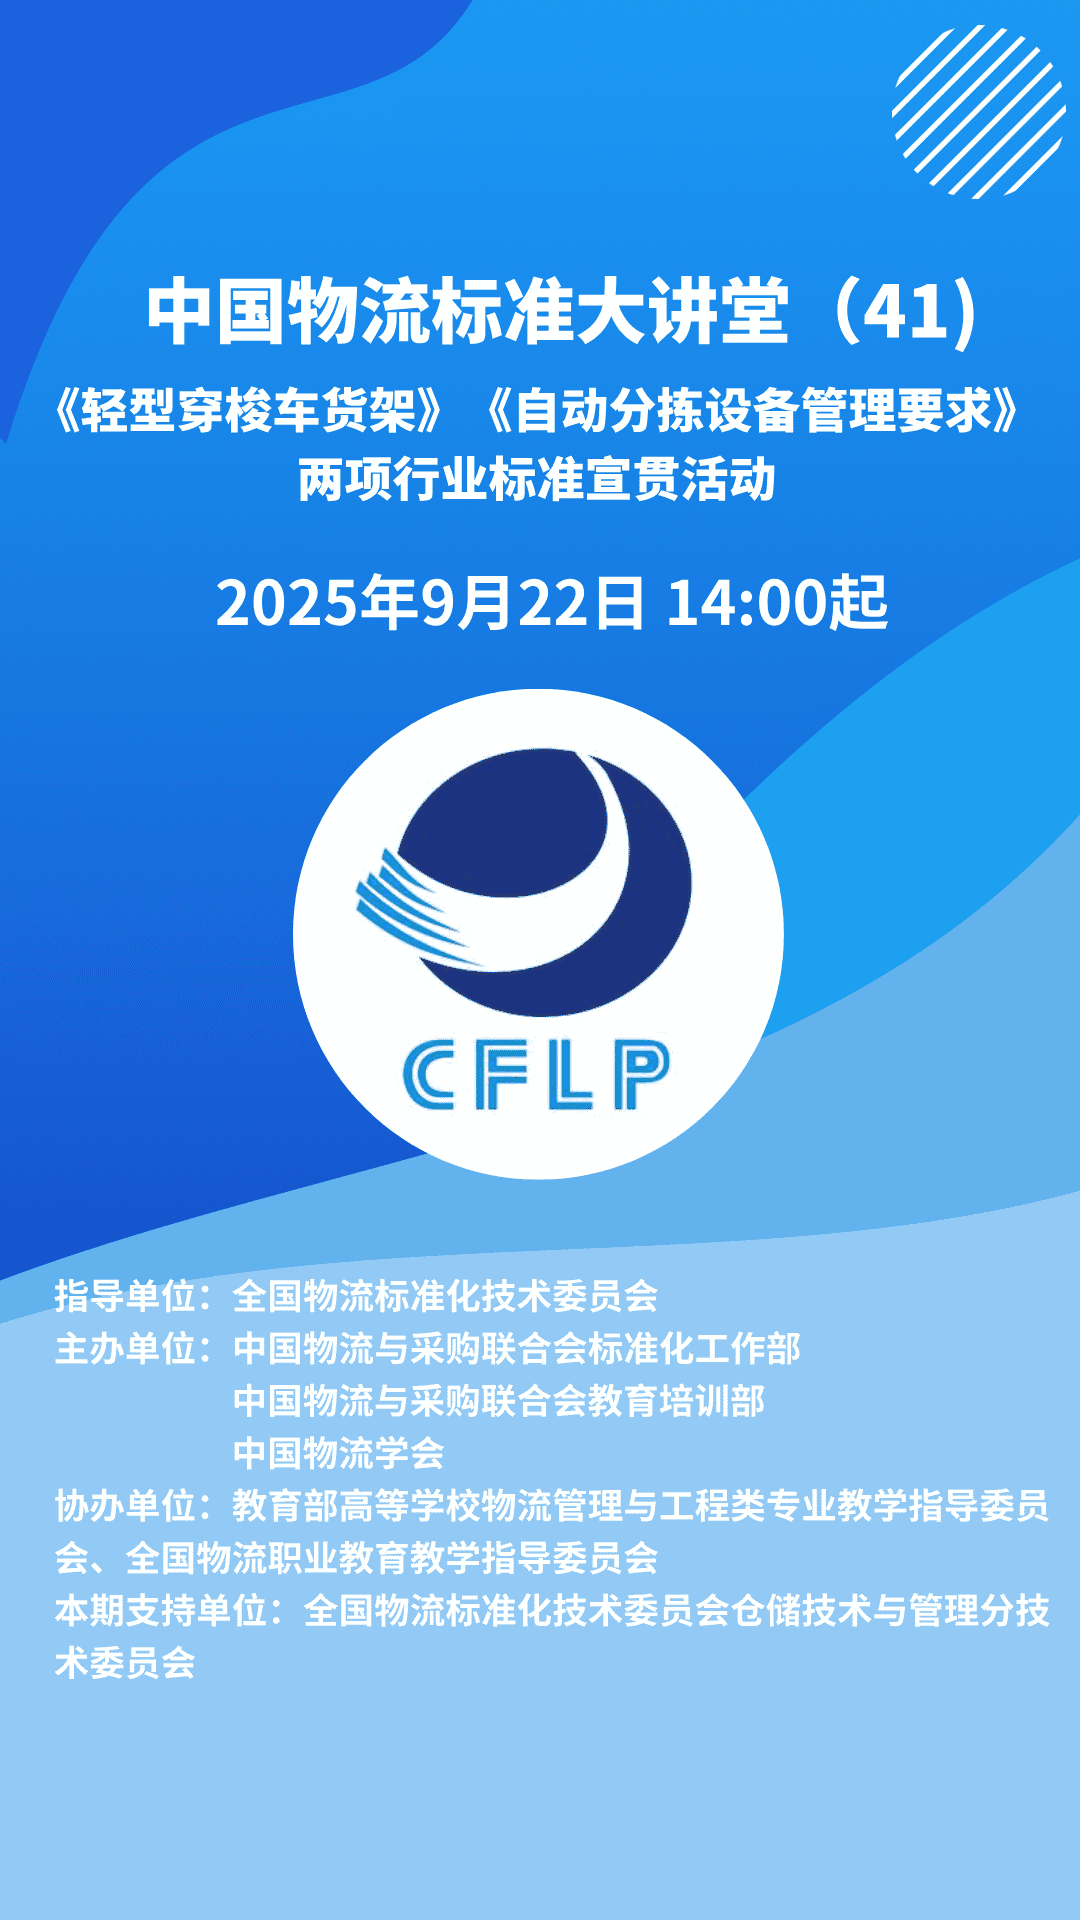 中国物流标准大讲堂（41)
《轻型穿梭车货架》《自动分拣设备管理要求》
两项行业标准宣贯活动
2025年9月22日 14:00起
CFLP
指导单位：全国物流标准化技术委员会
主办单位：中国物流与采购联合会标准化工作部
中国物流与采购联合会教育培训部
中国物流学会
协办单位：教育部高等学校物流管理与工程类专业教学指导委员
会、全国物流职业教育教学指导委员会
本期支持单位：全国物流标准化技术委员会仓储技术与管理分技
术委员会